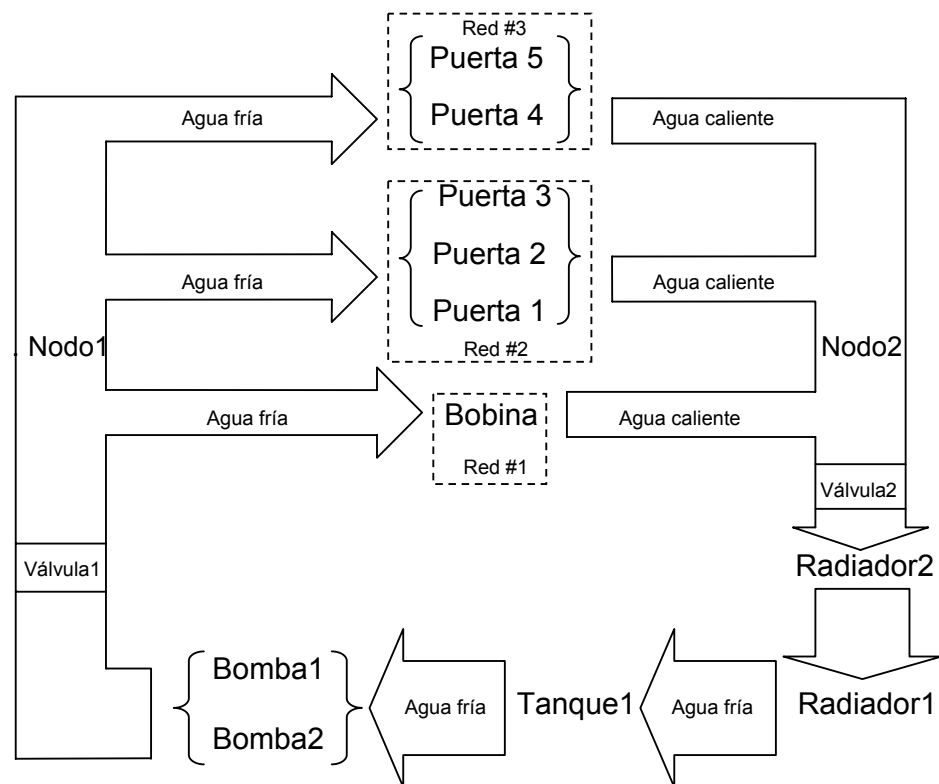 Red #3
Puerta 5
Puerta 4
Agua fría
Agua caliente
Puerta 3
Puerta 2
Puerta 1
Red #2
Agua fría
Agua caliente
. Nodo1
Nodo2
Bobina
Red #1
Agua fría
Agua caliente
Válvula2
Válvula1
Radiador2
Bomba1
Bomba2
Agua fría
Tanque1
Agua fría
Radiador1